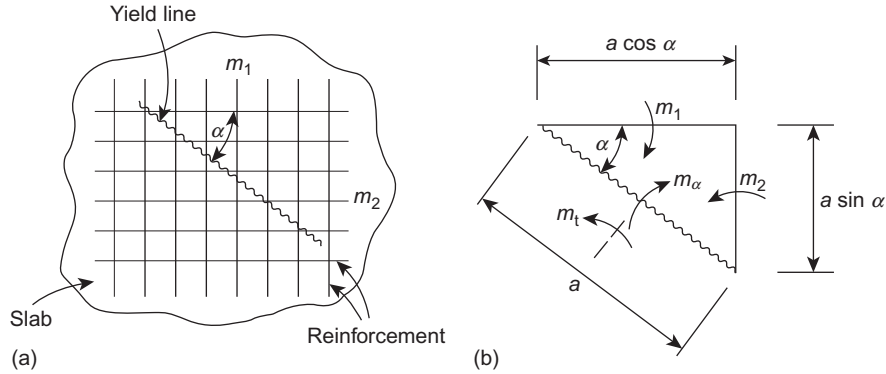 Yield line
m₁
α
m₂
Slab
Reinforcement
(a)
a cos α
m₁
α
m₂
mα
mt
a sin α
a
(b)